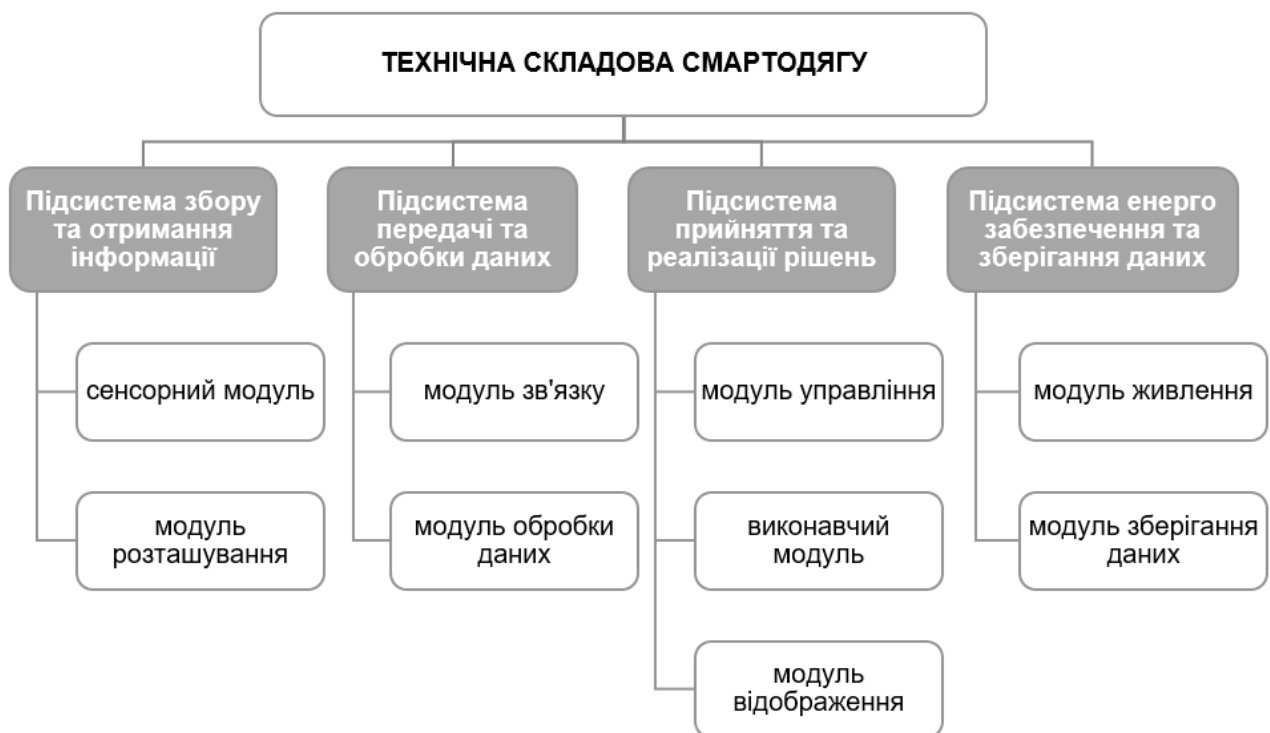 ТЕХНІЧНА СКЛАДОВА СМАРТОДЯГУ
Підсистема збору
та отримання
інформації
Підсистема
передачі та
обробки даних
Підсистема
прийняття та
реалізації рішень
Підсистема енерго
забезпечення та
зберігання даних
сенсорний модуль
модуль
розташування
модуль зв'язку
модуль обробки
даних
модуль управління
виконавчий
модуль
модуль
відображення
модуль живлення
модуль зберігання
даних